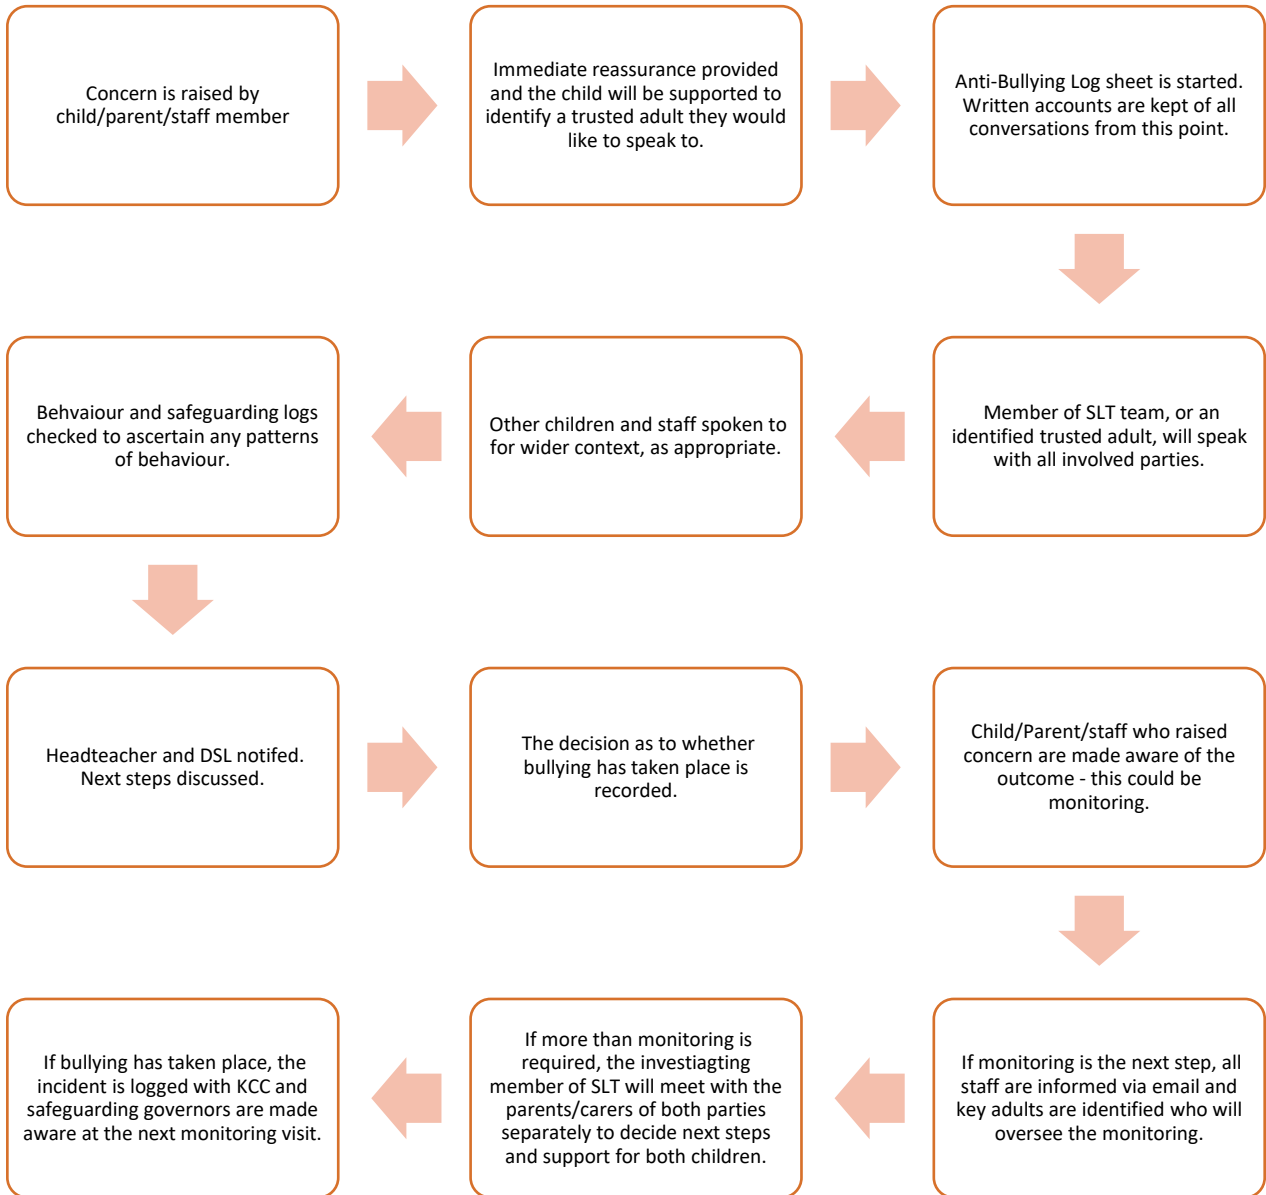 Concern is raised by
child/parent/staff member
Immediate reassurance provided
and the child will be supported to
identify a trusted adult they would
like to speak to.
Anti-Bullying Log sheet is started.
Written accounts are kept of all
conversations from this point.
Member of SLT team, or an
identified trusted adult, will speak
with all involved parties.
Other children and staff spoken to
for wider context, as appropriate.
Behvaiour and safeguarding logs
checked to ascertain any patterns
of behaviour.
Headteacher and DSL notifed.
Next steps discussed.
The decision as to whether
bullying has taken place is
recorded.
Child/Parent/staff who raised
concern are made aware of the
outcome - this could be
monitoring.
If monitoring is the next step, all
staff are informed via email and
key adults are identified who will
oversee the monitoring.
If more than monitoring is
required, the investiagting
member of SLT will meet with the
parents/carers of both parties
separately to decide next steps
and support for both children.
If bullying has taken place, the
incident is logged with KCC and
safeguarding governors are made
aware at the next monitoring visit.